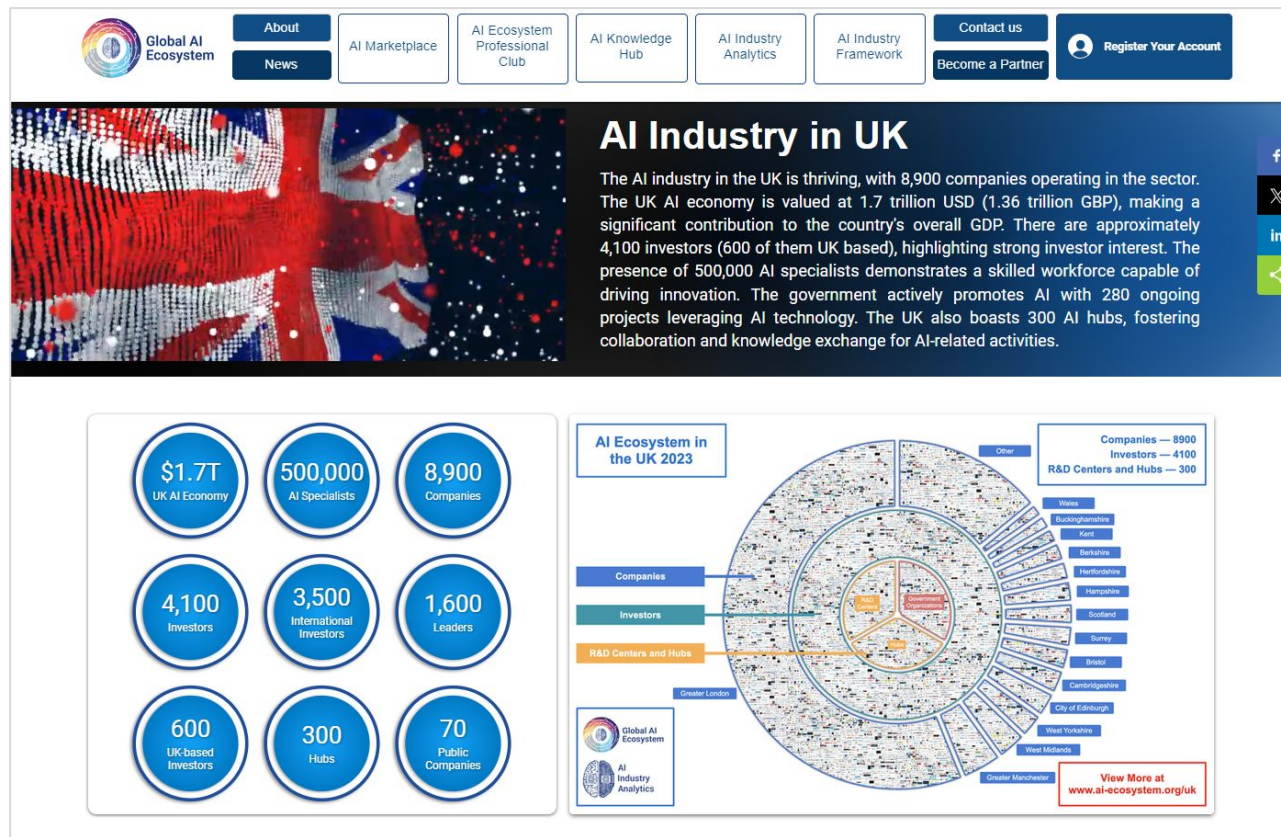 Global AI
Ecosystem
About
News
AI Marketplace
AI Ecosystem
Professional
Club
AI Knowledge
Hub
AI Industry
Analytics
AI Industry
Framework
Contact us
Become a Partner
Register Your Account
AI Industry in UK
The AI industry in the UK is thriving, with 8,900 companies operating in the sector.
The UK AI economy is valued at 1.7 trillion USD (1.36 trillion GBP), making a
significant contribution to the country's overall GDP. There are approximately
4,100 investors (600 of them UK based), highlighting strong investor interest. The
presence of 500,000 AI specialists demonstrates a skilled workforce capable of
driving innovation. The government actively promotes AI with 280 ongoing
projects leveraging AI technology. The UK also boasts 300 AI hubs, fostering
collaboration and knowledge exchange for AI-related activities.
$1.7T
UK AI Economy
500,000
AI Specialists
8,900
Companies
4,100
Investors
3,500
International
Investors
1,600
Leaders
600
UK-based
Investors
300
Hubs
70
Public
Companies
AI Ecosystem in
the UK 2023
Companies — 8900
Investors — 4100
R&D Centers and Hubs — 300
Other
Wales
Buckinghamshire
Kent
Berkshire
Hertfordshire
Hampshire
Scotland
Surrey
Bristol
Cambridgeshire
City of Edinburgh
West Yorkshire
West Midlands
Greater Manchester
Companies
Investors
R&D Centers and Hubs
R&D
Centers
Government
Organizations
Hubs
Greater London
Global AI
Ecosystem
AI
Industry
Analytics
View More at
www.ai-ecosystem.org/uk